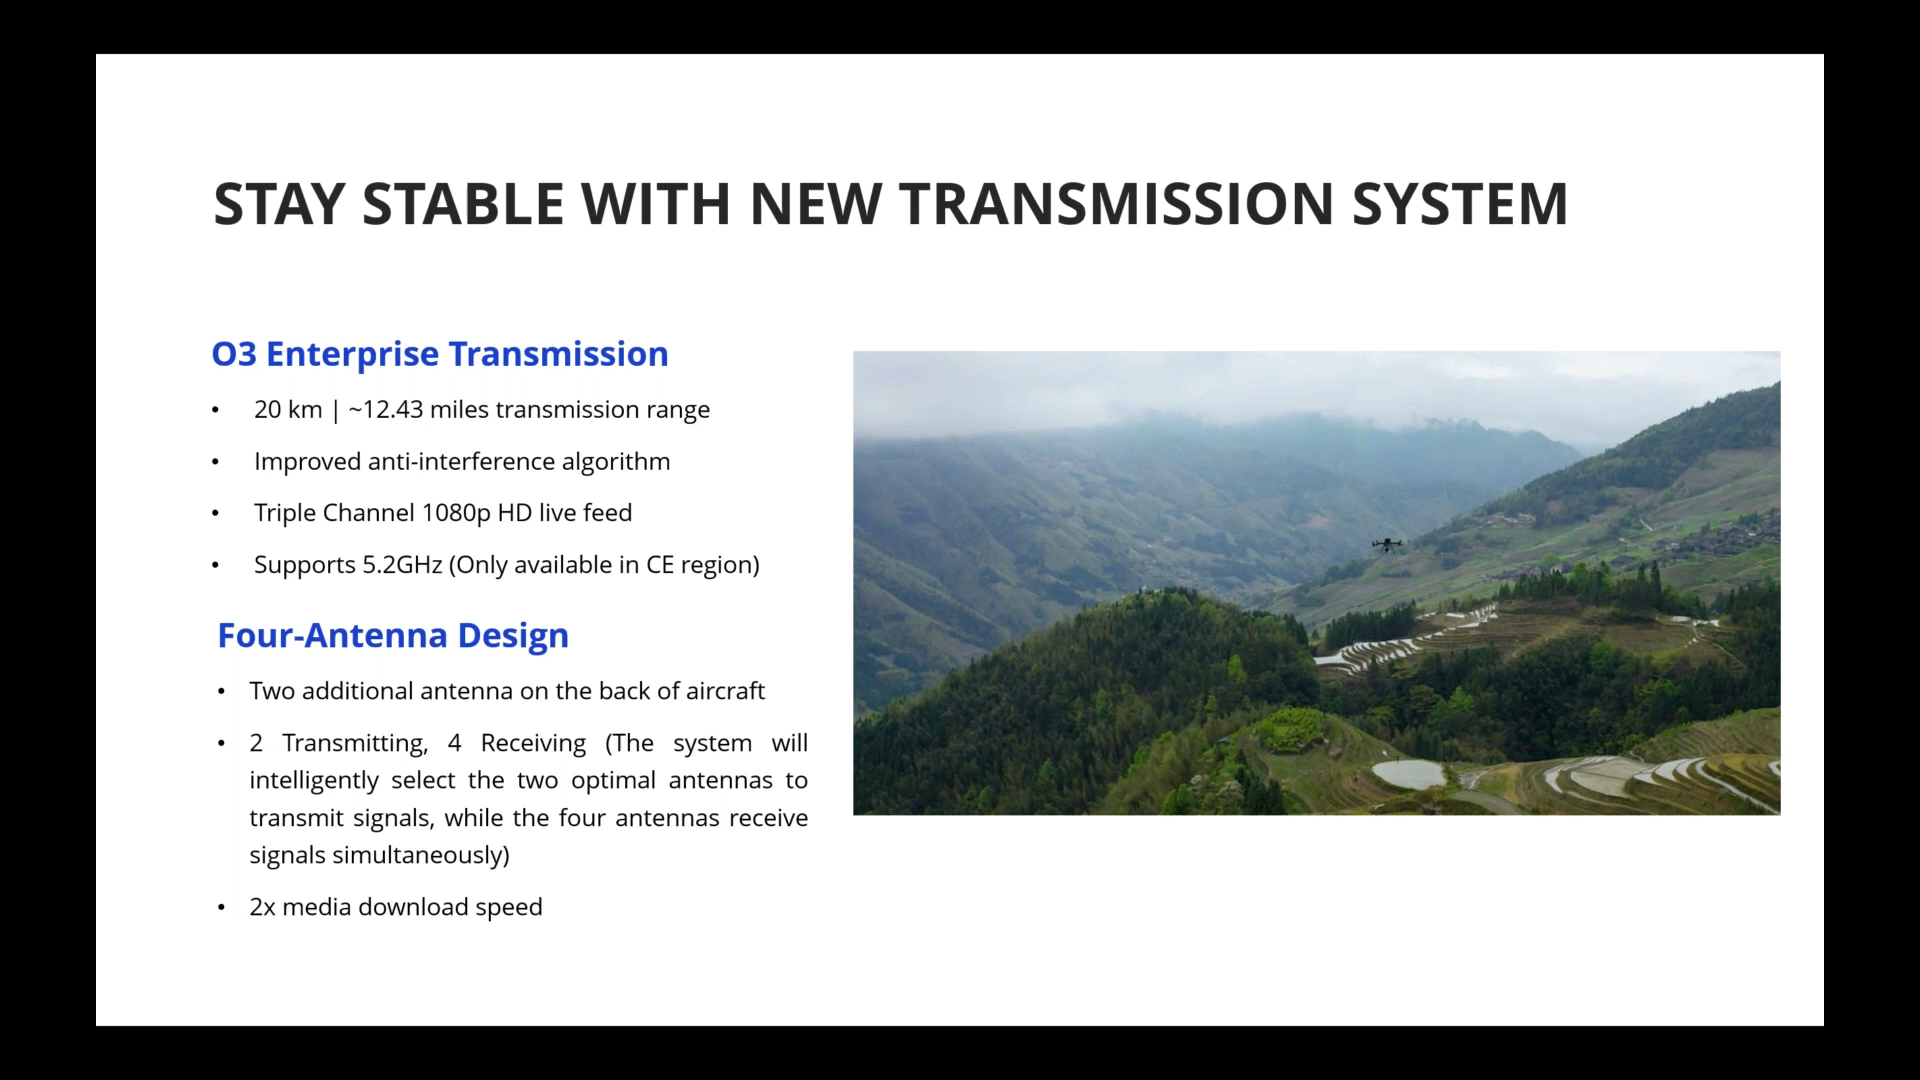 STAY STABLE WITH NEW TRANSMISSION SYSTEM
O3 Enterprise Transmission
• 20 km | ~12.43 miles transmission range
• Improved anti-interference algorithm
• Triple Channel 1080p HD live feed
• Supports 5.2GHz (Only available in CE region)
Four-Antenna Design
• Two additional antenna on the back of aircraft
• 2 Transmitting, 4 Receiving (The system will
intelligently select the two optimal antennas to
transmit signals, while the four antennas receive
signals simultaneously)
• 2x media download speed